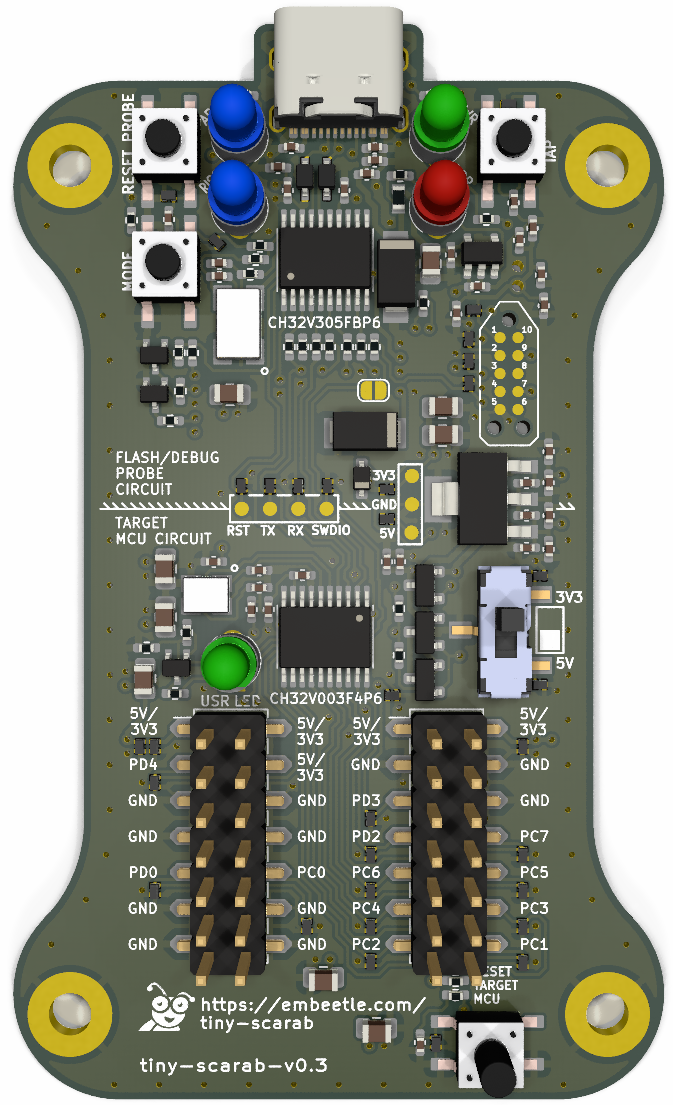 RESET PROBE
IAP
MODE
CH32V305FBP6
1 10
2 9
3 8
4 7
5 6
FLASH/DEBUG
PROBE
CIRCUIT
TARGET
MCU CIRCUIT
RST TX RX SWDIO
3V3
GND
5V
3V3
5V
USR LED
CH32V003F4P6
5V/
3V3
PD4
GND
GND
PD0
GND
GND
5V/
3V3
5V/
3V3
GND
GND
PC0
GND
GND
5V/
3V3
GND
PD3
PD2
PC6
PC4
PC2
5V/
3V3
GND
GND
PC7
PC5
PC3
PC1
RESET
TARGET
MCU
https://embeetle.com/
tiny-scarab
tiny-scarab-v0.3